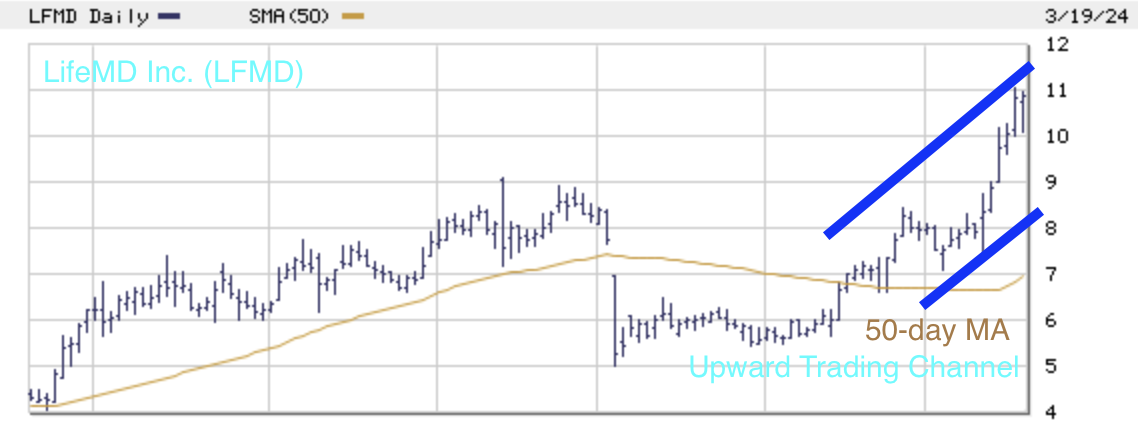 LFMD Daily SMA(50) 3/19/24
12
LifeMD Inc. (LFMD)
11
10
9
8
7
6
50-day MA
Upward Trading Channel
5
4